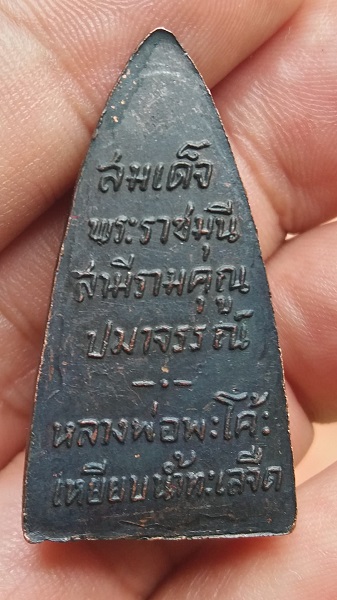 สมเด็จ
พระราชมุนี
สามีรามคุณู
ปมาจรรณ์
หลวงพ่อพะโค๊ะ
เหยียบน้ำทะเลจืด